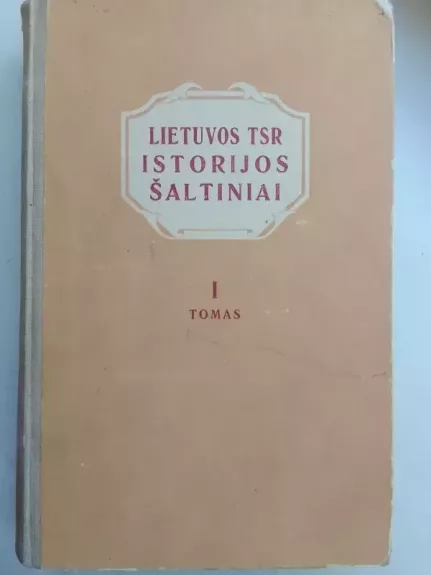 LIETUVOS TSR
ISTORIJOS
ŠALTINIAI
I
TOMAS